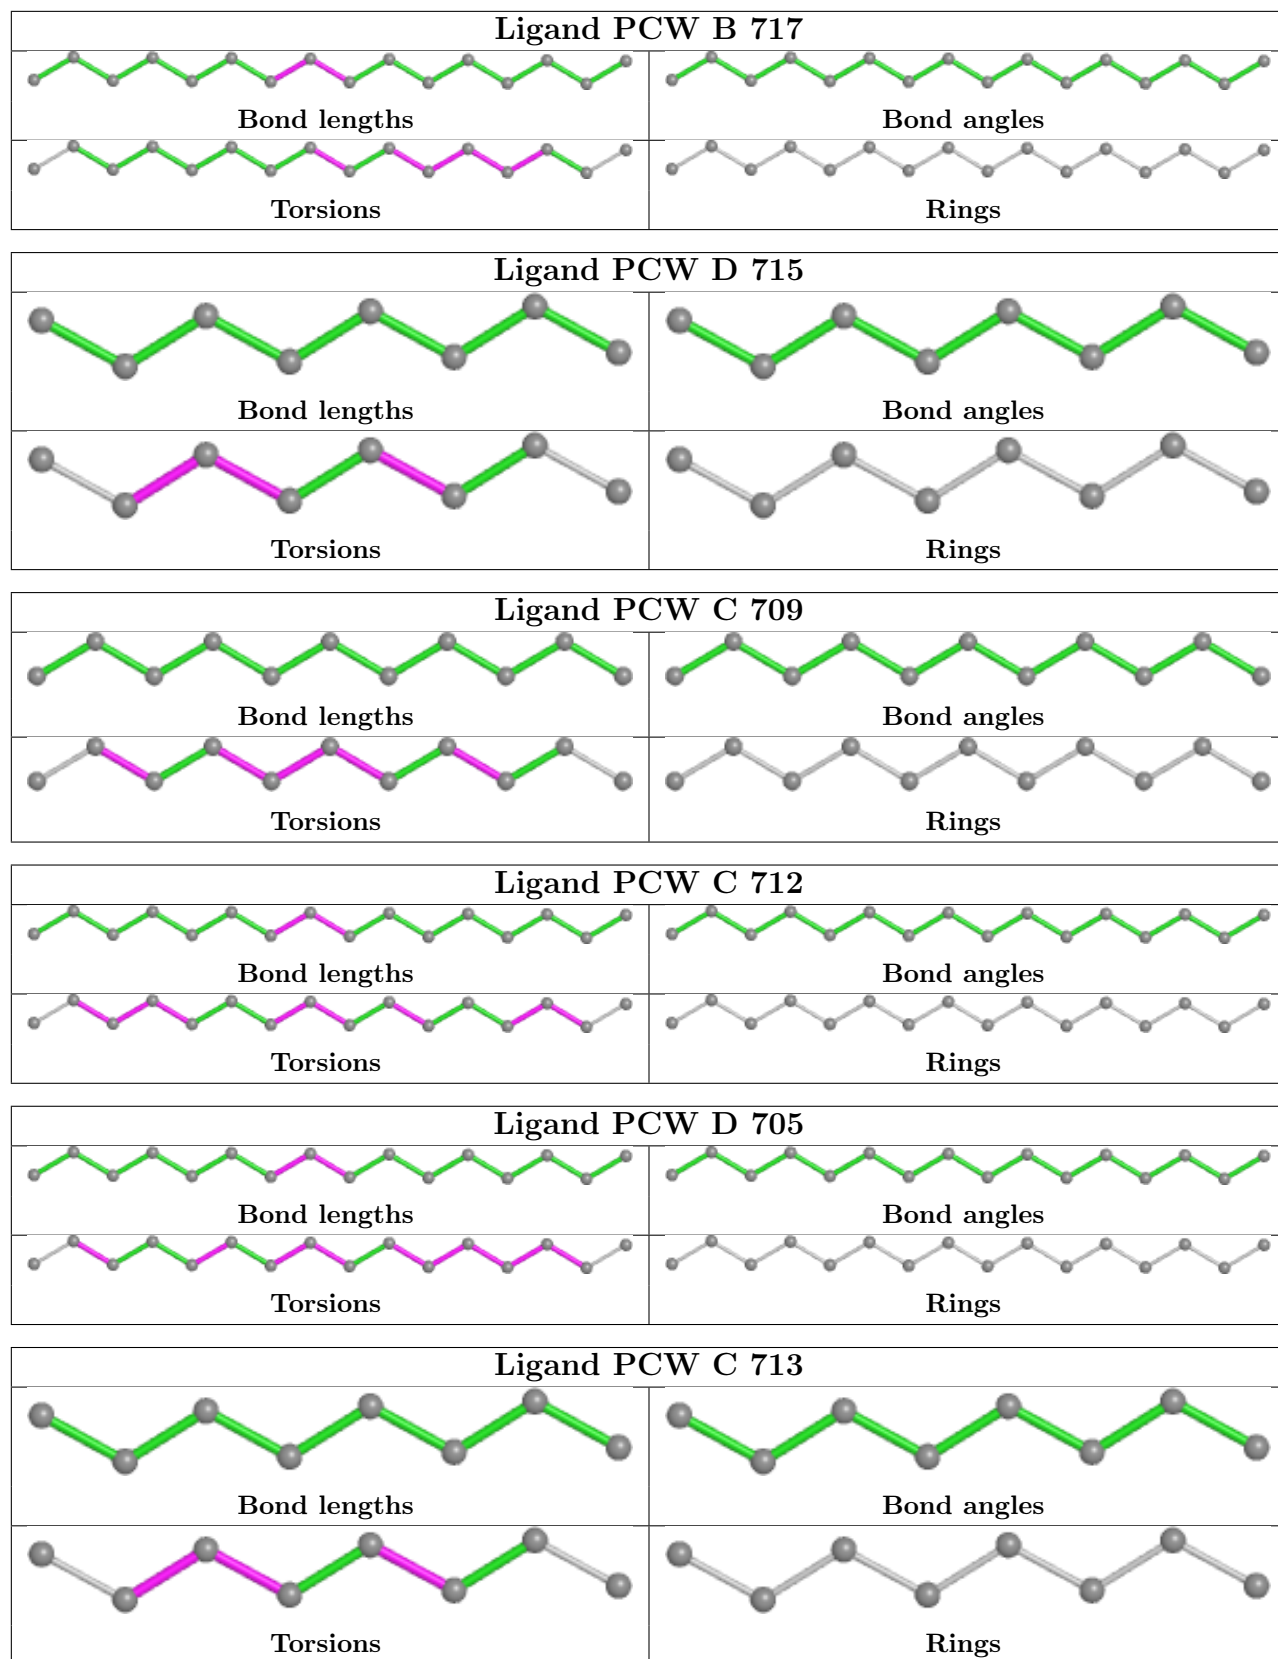 Ligand PCW B 717
Bond lengths Bond angles
Torsions Rings
Ligand PCW D 715
Bond lengths Bond angles
Torsions Rings
Ligand PCW C 709
Bond lengths Bond angles
Torsions Rings
Ligand PCW C 712
Bond lengths Bond angles
Torsions Rings
Ligand PCW D 705
Bond lengths Bond angles
Torsions Rings
Ligand PCW C 713
Bond lengths Bond angles
Torsions Rings